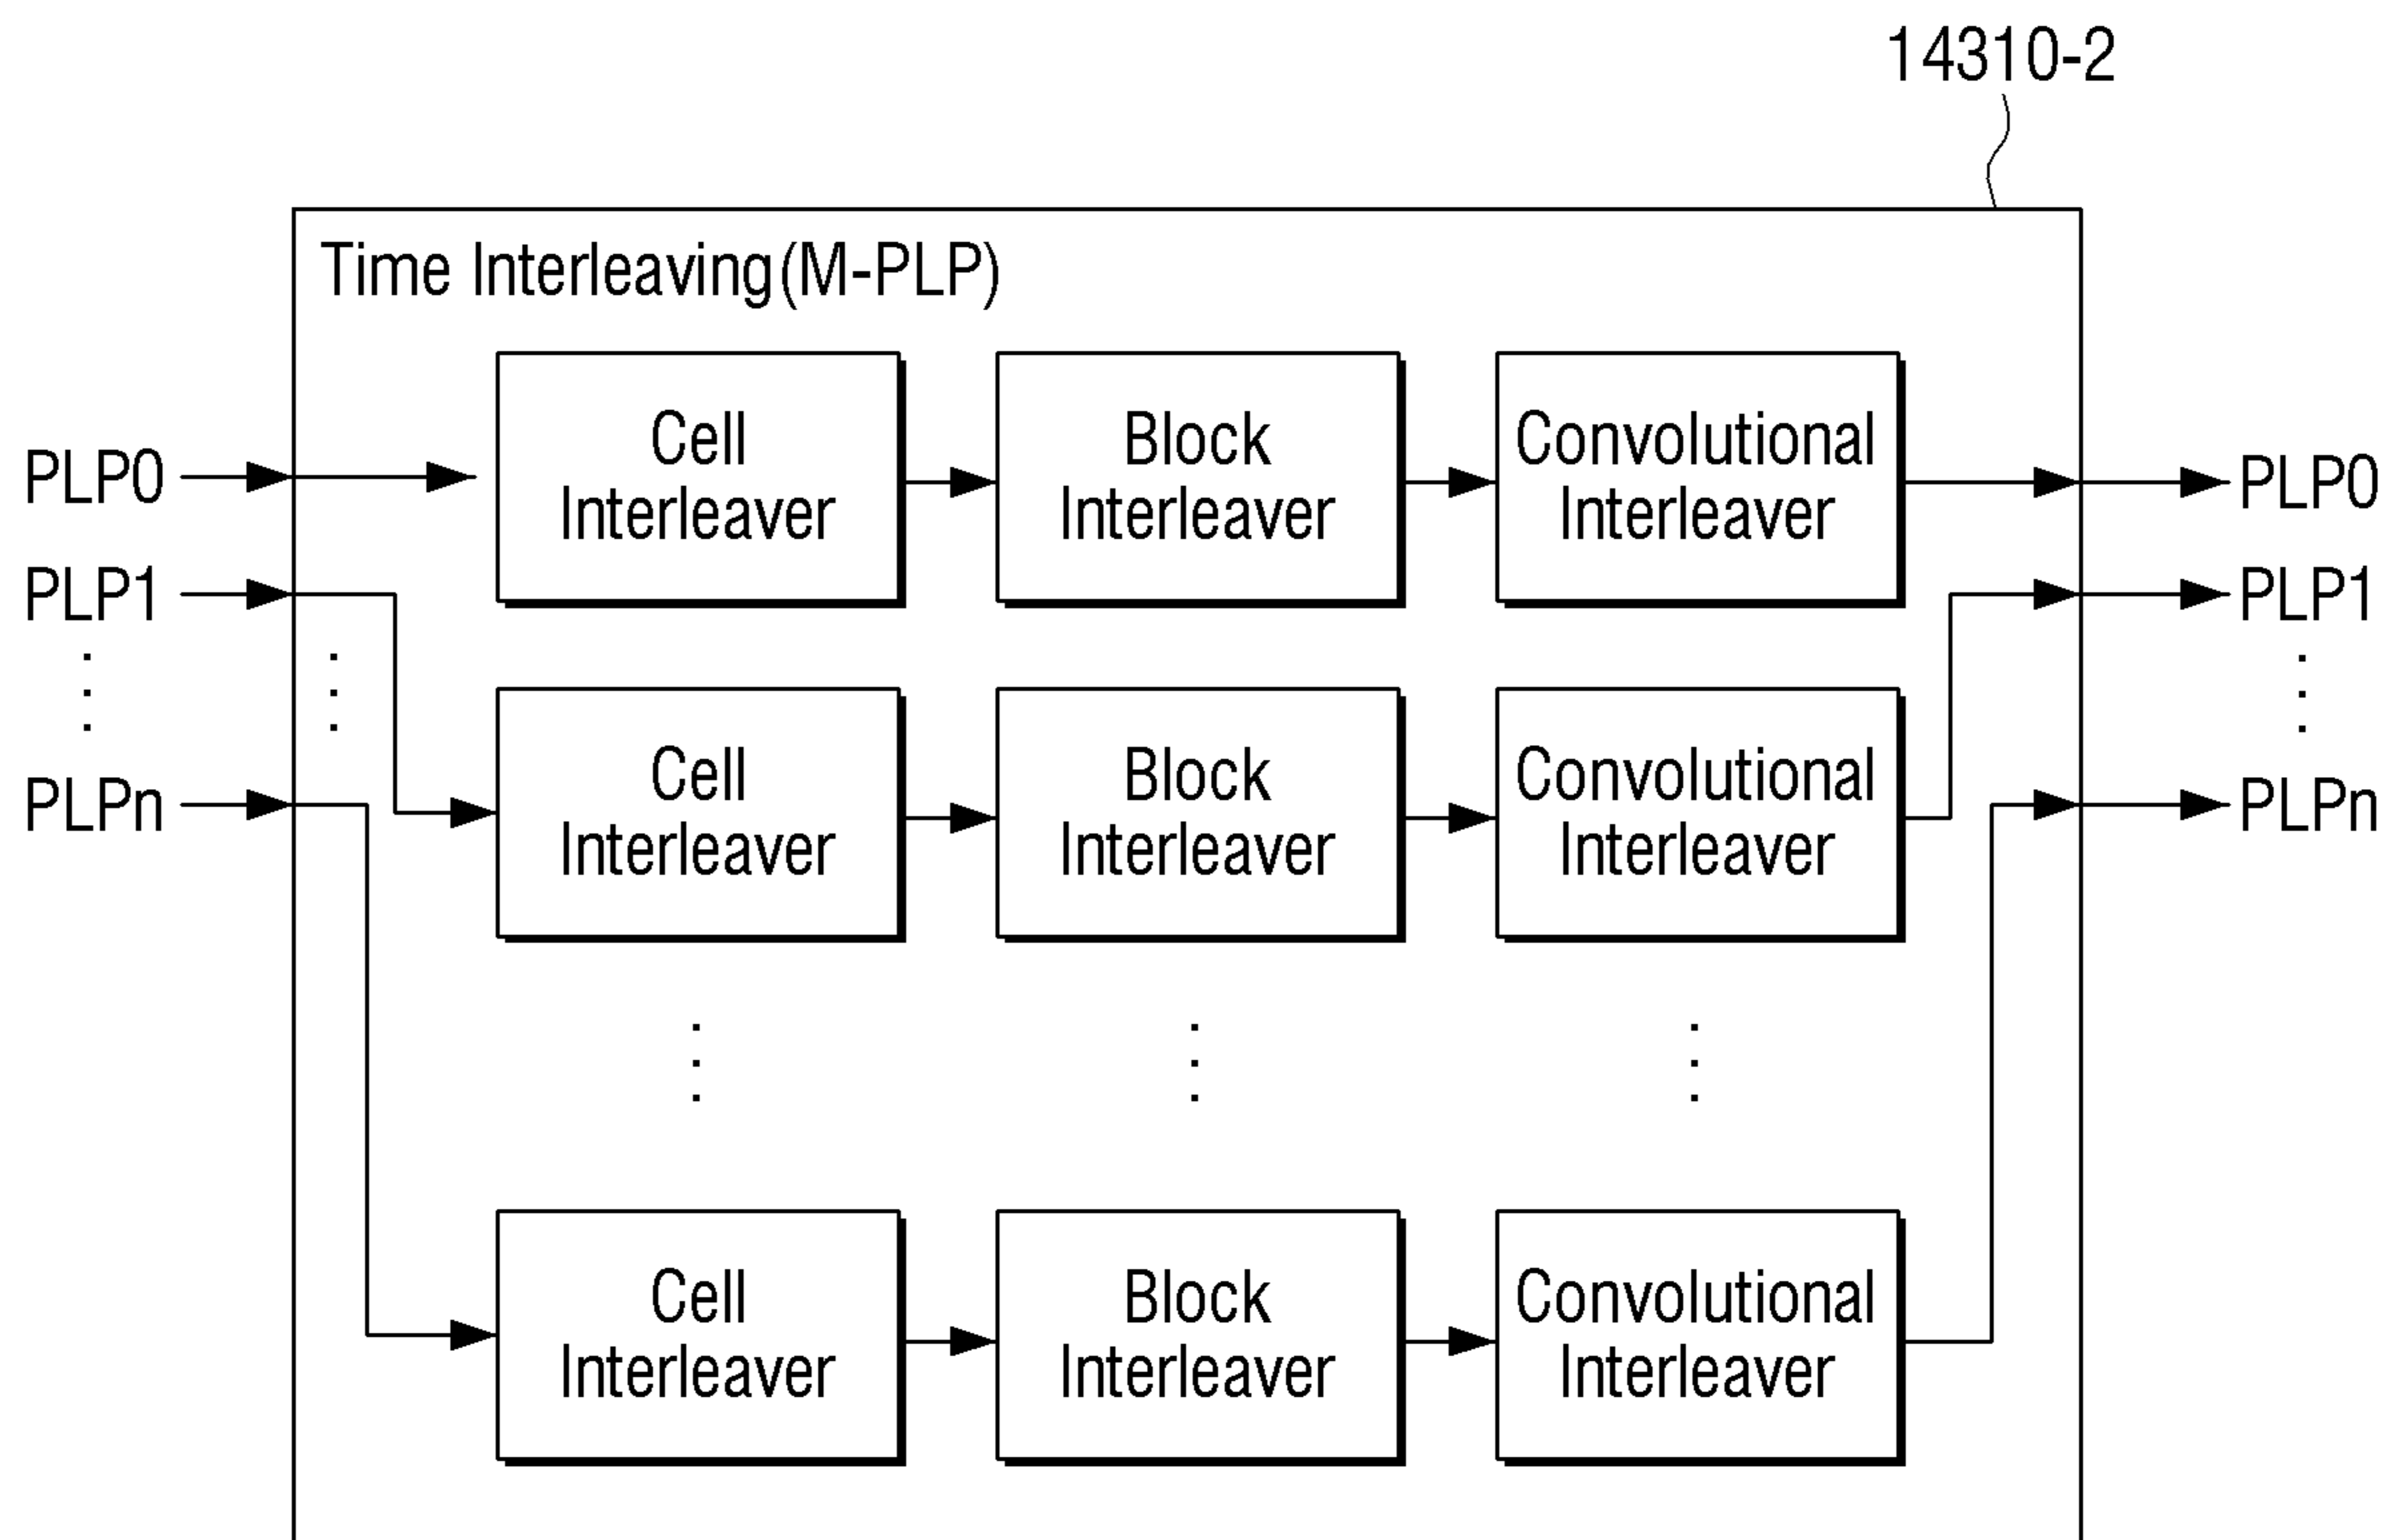 14310-2
Time Interleaving(M-PLP)
PLP0
Cell
Interleaver
Block
Interleaver
Convolutional
Interleaver
PLP0
PLP1
PLP1
Cell
Interleaver
Block
Interleaver
Convolutional
Interleaver
PLPn
PLPn
Cell
Interleaver
Block
Interleaver
Convolutional
Interleaver